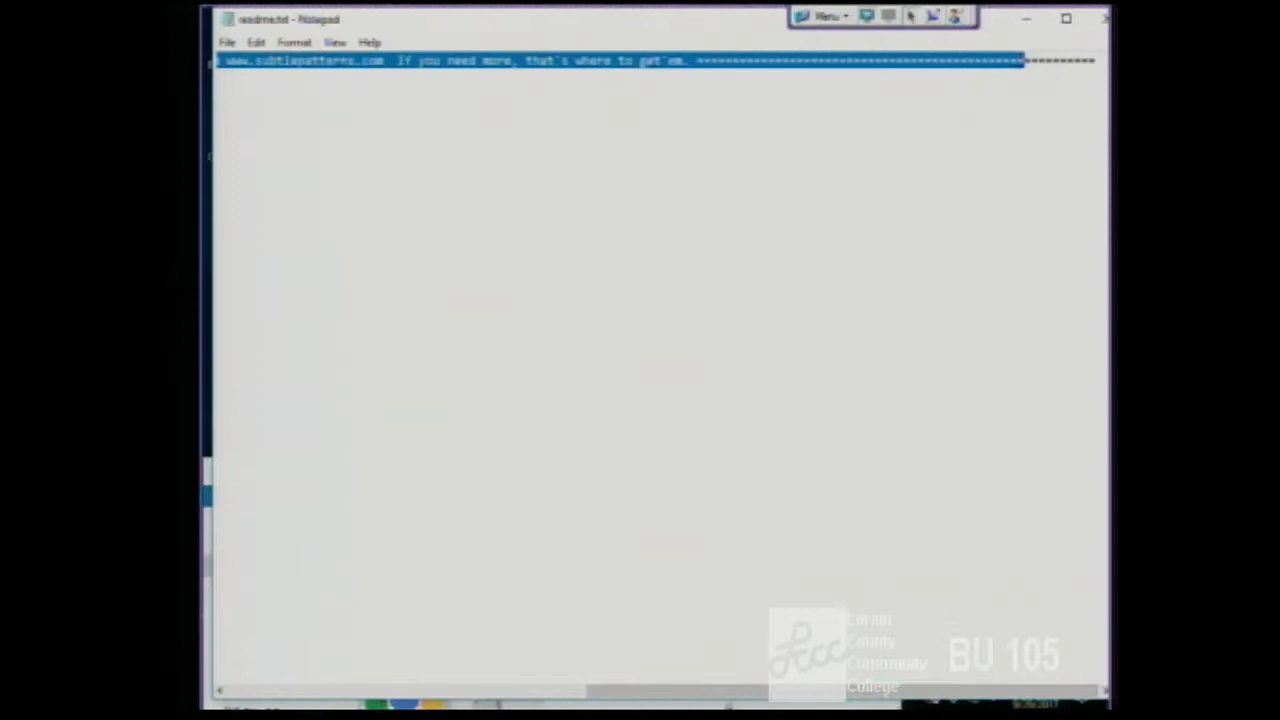 readme.txt - Notepad
Menu
File Edit Format View Help
www.subtlepatterns.com If you need more, that's where to get'em.
Lorain
County
Community
College
BU 105